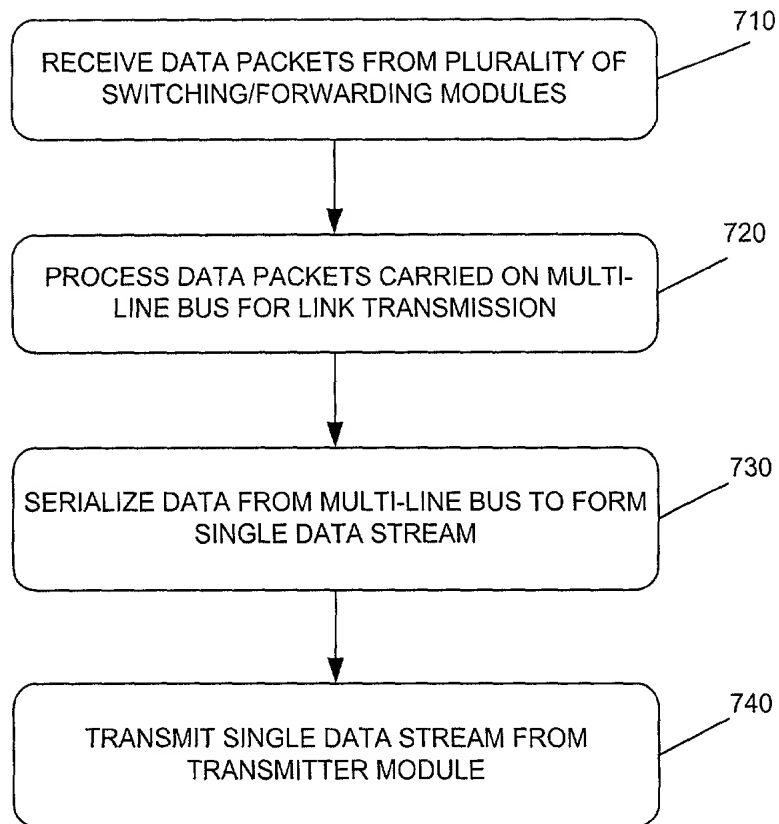 710
RECEIVE DATA PACKETS FROM PLURALITY OF
SWITCHING/FORWARDING MODULES
720
PROCESS DATA PACKETS CARRIED ON MULTI-
LINE BUS FOR LINK TRANSMISSION
730
SERIALIZE DATA FROM MULTI-LINE BUS TO FORM
SINGLE DATA STREAM
740
TRANSMIT SINGLE DATA STREAM FROM
TRANSMITTER MODULE